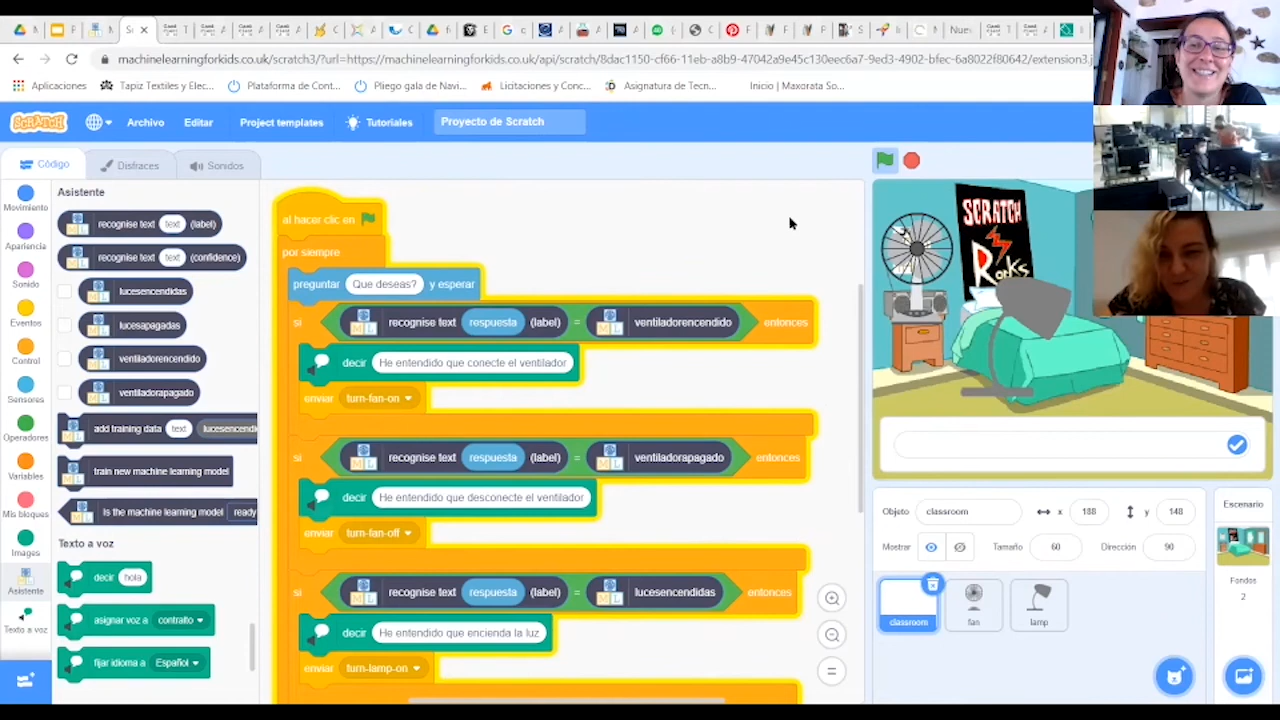 machinelearningforkids.co.uk/scratch3/?url=https://machinelearningforkids.co.uk/api/scratch/8dac1150-cf66-11eb-a8b9-47042a9e45c130eec6a7-9ed3-4902-bfec-6a8022f80642/extension3.j
Aplicaciones
Tapiz Textiles y Elec...
Plataforma de Cont...
Pliego gala de Navi...
Licitaciones y Conc...
Asignatura de Tecn...
Inicio | Maxorata So...
SCRATCH
Archivo
Editar
Project templates
Tutoriales
Proyecto de Scratch
Código
Disfraces
Sonidos
Movimiento
Apariencia
Sonido
Eventos
Control
Sensores
Operadores
Variables
Mis bloques
Images
Asistente
Texto a voz
Asistente
recognise text text (label)
recognise text text (confidence)
lucesencendidas
lucesapagadas
ventiladorencendido
ventiladorapagado
add training data text lucesencendi
train new machine learning model
Is the machine learning model ready
Texto a voz
decir hola
asignar voz a contralto
fijar idioma a Español
al hacer clic en
por siempre
preguntar Que deseas? y esperar
si recognise text respuesta (label) = ventiladorencendido entonces
decir He entendido que conecte el ventilador
enviar turn-fan-on
si recognise text respuesta (label) = ventiladorapagado entonces
decir He entendido que desconecte el ventilador
enviar turn-fan-off
si recognise text respuesta (label) = lucesencendidas entonces
decir He entendido que encienda la luz
enviar turn-lamp-on
SCRATCH
Rocks
Objeto classroom x 188 y 148
Mostrar Tamaño 60 Dirección 90
classroom
fan
lamp
Escenario
Fondos
2